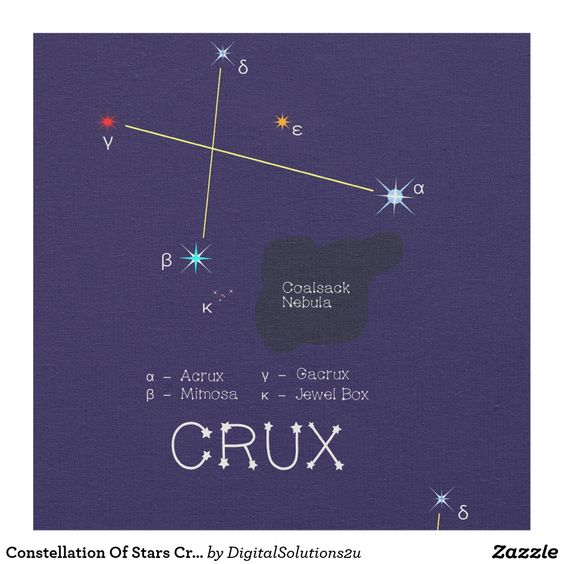 δ
γ
ε
α
β
Coalsack
Nebula
κ
α – Acrux γ – Gacrux
β – Mimosa κ – Jewel Box
CRUX
δ
Constellation Of Stars Cr... by DigitalSolutions2u Zazzle